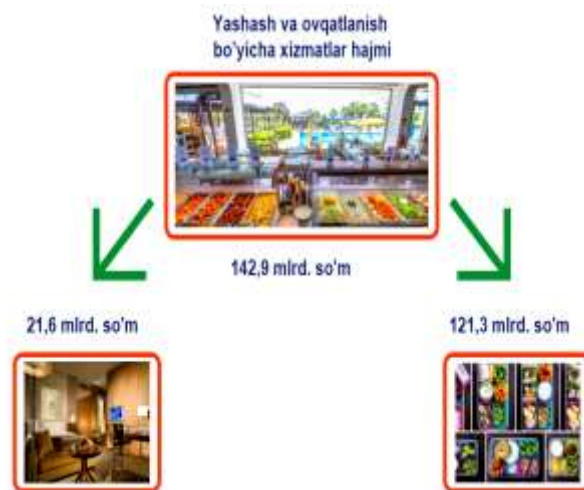 Yashash va ovqatlanish
bo'yicha xizmatlar hajmi
142,9 mlrd. so'm
21,6 mlrd. so'm
121,3 mlrd. so'm